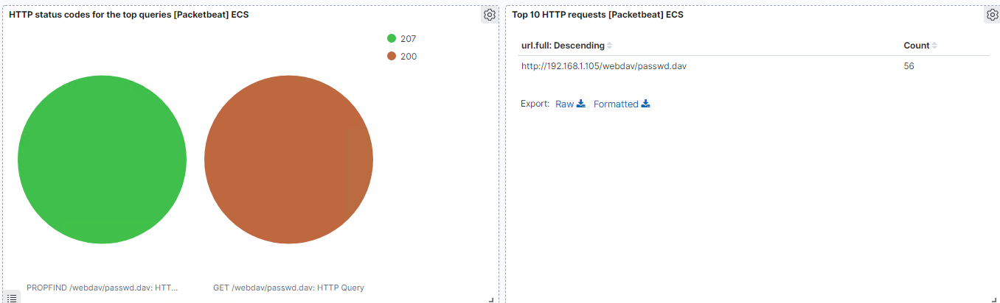 HTTP status codes for the top queries [Packetbeat] ECS
207
200
PROPFIND /webdav/passwd.dav: HTT...
GET /webdav/passwd.dav: HTTP Query
Top 10 HTTP requests [Packetbeat] ECS
url.full: Descending Count
http://192.168.1.105/webdav/passwd.dav 56
Export: Raw Formatted